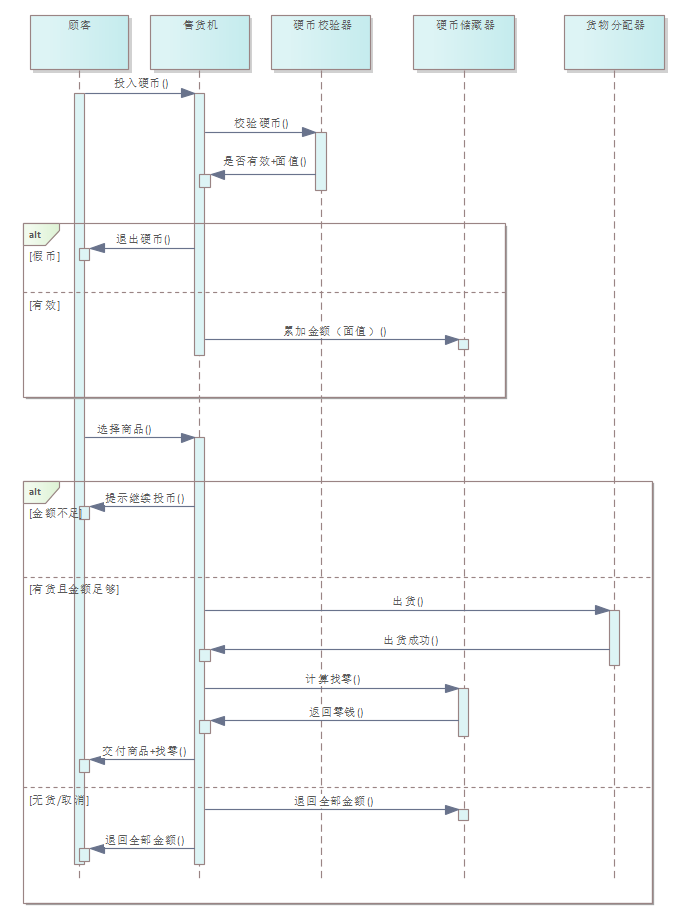 顾客
售货机
硬币校验器
硬币储藏器
货物分配器
投入硬币()
校验硬币()
是否有效+面值()
alt
退出硬币()
[假币]
[有效]
累加金额（面值）()
选择商品()
alt
提示继续投币()
[金额不足]
[有货且金额足够]
出货()
出货成功()
计算找零()
返回零钱()
交付商品+找零()
[无货/取消]
退回全部金额()
退回全部金额()